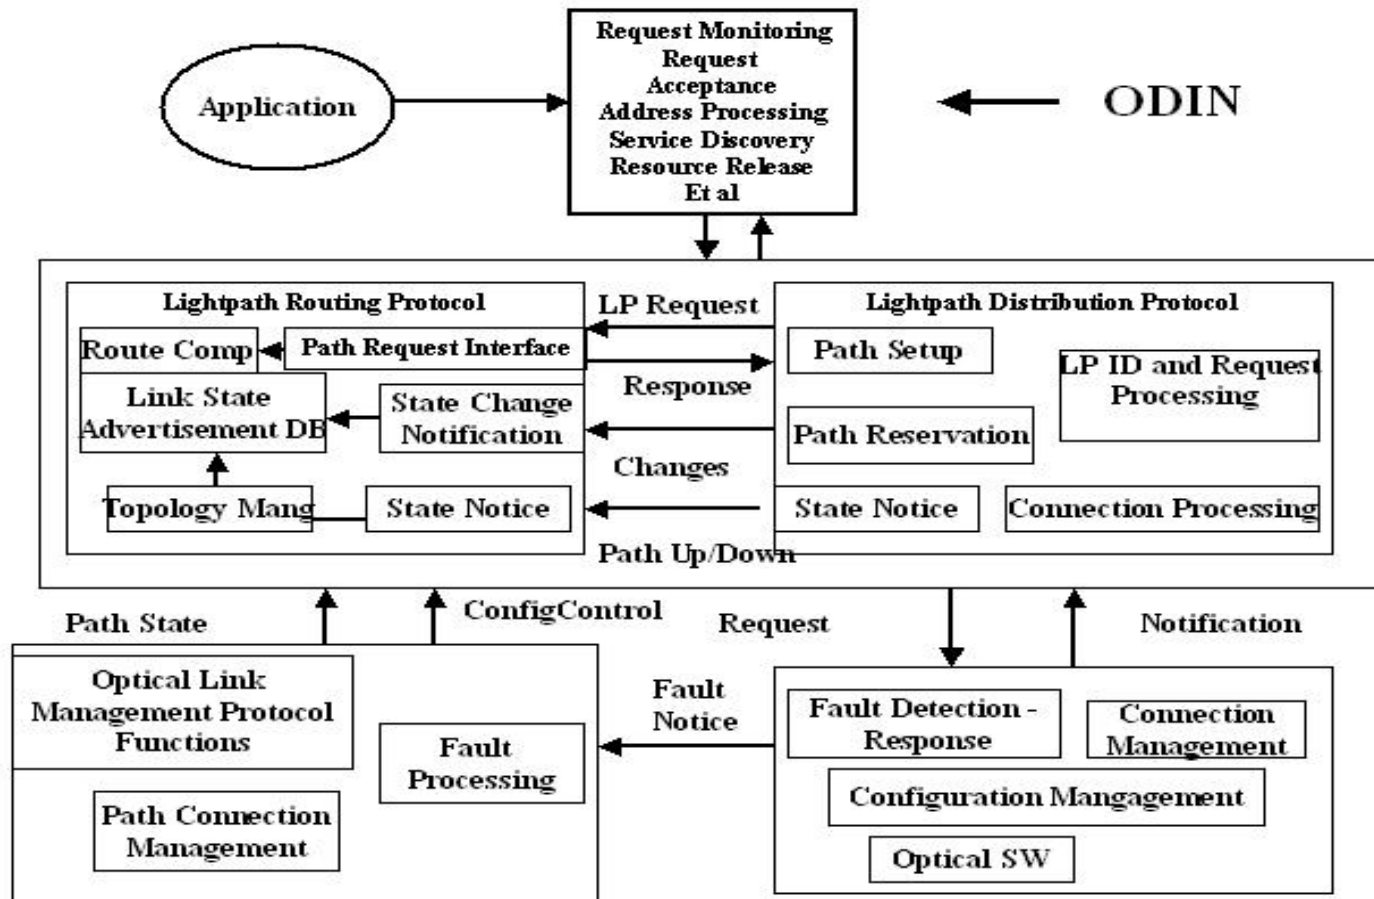 Request Monitoring
Request
Acceptance
Address Processing
Service Discovery
Resource Release
Et al
Application
ODIN
Lightpath Routing Protocol
LP Request
Lightpath Distribution Protocol
Route Comp
Path Request Interface
Path Setup
LP ID and Request
Processing
Response
Link State
Advertisement DB
State Change
Notification
Path Reservation
Changes
Topology Mang
State Notice
State Notice
Connection Processing
Path Up/Down
Path State
ConfigControl
Request
Notification
Optical Link
Management Protocol
Functions
Fault
Processing
Path Connection
Management
Fault
Notice
Fault Detection -
Response
Connection
Management
Configuration Mangagement
Optical SW